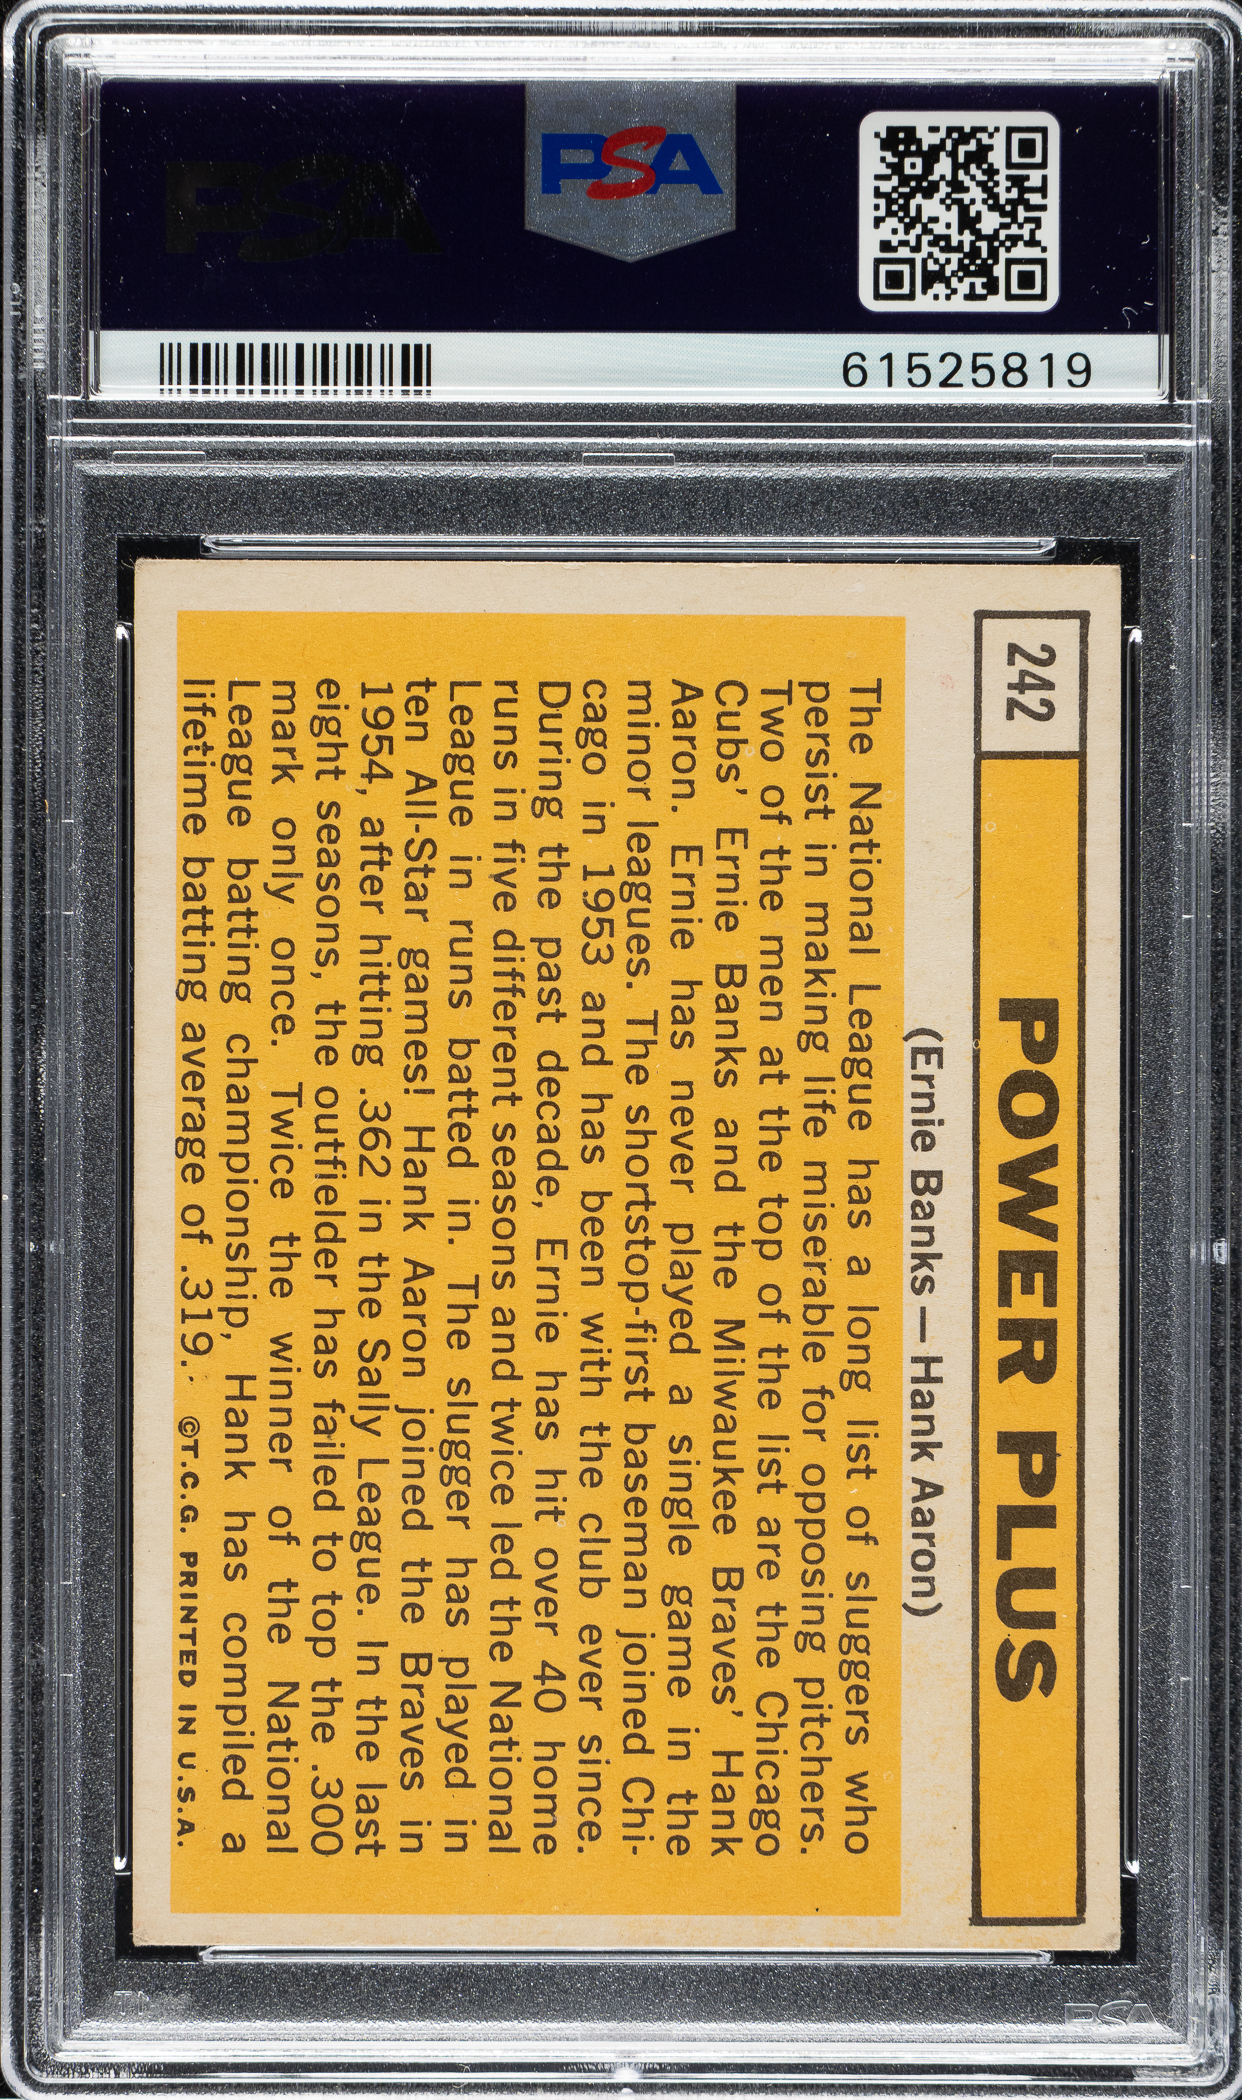 PSA
PSA
61525819
242
POWER PLUS
(Ernie Banks — Hank Aaron)
The National League has a long list of sluggers who
persist in making life miserable for opposing pitchers.
Two of the men at the top of the list are the Chicago
Cubs' Ernie Banks and the Milwaukee Braves' Hank
Aaron. Ernie has never played a single game in the
minor leagues. The shortstop-first baseman joined Chi-
cago in 1953 and has been with the club ever since.
During the past decade, Ernie has hit over 40 home
runs in five different seasons and twice led the National
League in runs batted in. The slugger has played in
ten All-Star games! Hank Aaron joined the Braves in
1954, after hitting .362 in the Sally League. In the last
eight seasons, the outfielder has failed to top the .300
mark only once. Twice the winner of the National
League batting championship, Hank has compiled a
lifetime batting average of .319.
©T.C.G. PRINTED IN U.S.A.
PSA